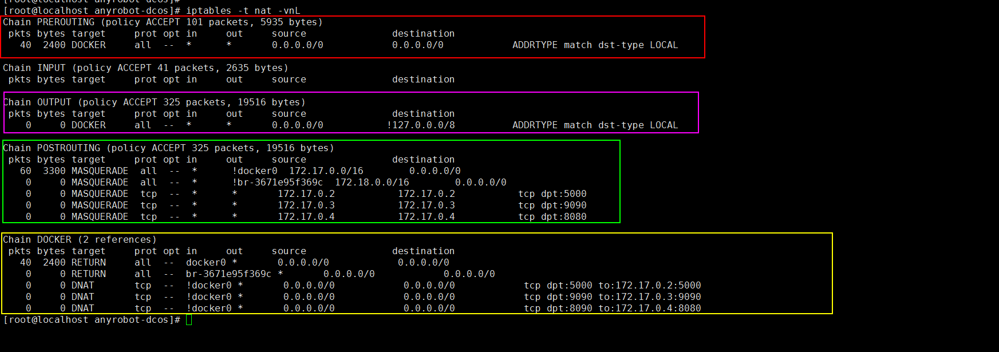 [root@localhost anyrobot-dcos]#
[root@localhost anyrobot-dcos]# iptables -t nat -vnL
Chain PREROUTING (policy ACCEPT 101 packets, 5935 bytes)
 pkts bytes target     prot opt in     out     source               destination
   40  2400 DOCKER     all  --  *      *       0.0.0.0/0            0.0.0.0/0            ADDRTYPE match dst-type LOCAL

Chain INPUT (policy ACCEPT 41 packets, 2635 bytes)
 pkts bytes target     prot opt in     out     source               destination

Chain OUTPUT (policy ACCEPT 325 packets, 19516 bytes)
 pkts bytes target     prot opt in     out     source               destination
    0     0 DOCKER     all  --  *      *       0.0.0.0/0           !127.0.0.0/8          ADDRTYPE match dst-type LOCAL

Chain POSTROUTING (policy ACCEPT 325 packets, 19516 bytes)
 pkts bytes target     prot opt in     out     source               destination
   60  3300 MASQUERADE  all  --  *      !docker0  172.17.0.0/16        0.0.0.0/0
    0     0 MASQUERADE  all  --  *      !br-3671e95f369c  172.18.0.0/16        0.0.0.0/0
    0     0 MASQUERADE  tcp  --  *      *       172.17.0.2           172.17.0.2           tcp dpt:5000
    0     0 MASQUERADE  tcp  --  *      *       172.17.0.3           172.17.0.3           tcp dpt:9090
    0     0 MASQUERADE  tcp  --  *      *       172.17.0.4           172.17.0.4           tcp dpt:8080

Chain DOCKER (2 references)
 pkts bytes target     prot opt in     out     source               destination
   40  2400 RETURN     all  --  docker0 *       0.0.0.0/0            0.0.0.0/0
    0     0 RETURN     all  --  br-3671e95f369c *       0.0.0.0/0            0.0.0.0/0
    0     0 DNAT       tcp  --  !docker0 *       0.0.0.0/0            0.0.0.0/0            tcp dpt:5000 to:172.17.0.2:5000
    0     0 DNAT       tcp  --  !docker0 *       0.0.0.0/0            0.0.0.0/0            tcp dpt:9090 to:172.17.0.3:9090
    0     0 DNAT       tcp  --  !docker0 *       0.0.0.0/0            0.0.0.0/0            tcp dpt:8090 to:172.17.0.4:8080
[root@localhost anyrobot-dcos]#